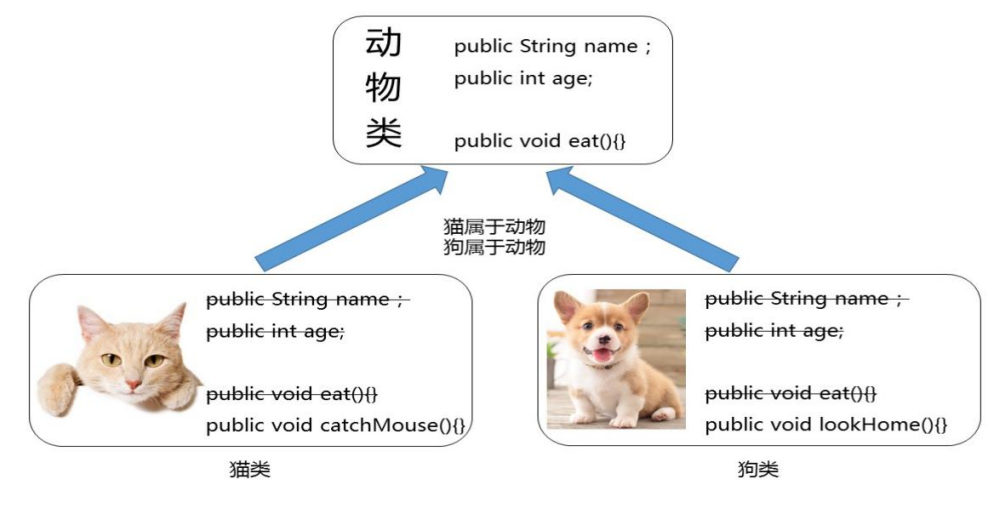 动物类
public String name ;
public int age;
public void eat(){}
猫属于动物
狗属于动物
public String name ;
public int age;
public void eat(){}
public void catchMouse(){}
猫类
public String name ;
public int age;
public void eat(){}
public void lookHome(){}
狗类